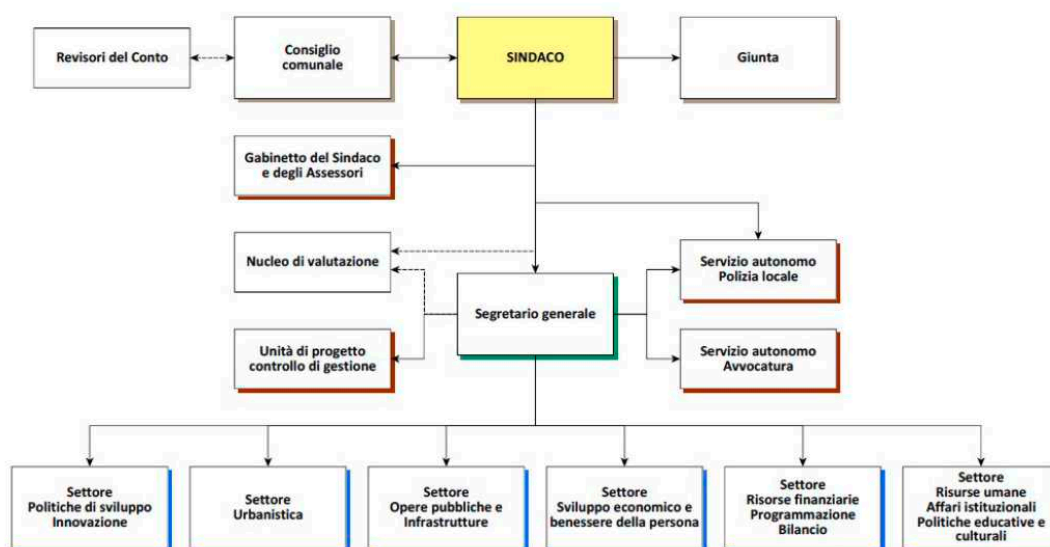 Revisori del Conto
Consiglio
comunale
SINDACO
Giunta
Gabinetto del Sindaco
e degli Assessori
Nucleo di valutazione
Servizio autonomo
Polizia locale
Segretario generale
Unità di progetto
controllo di gestione
Servizio autonomo
Avvocatura
Settore
Politiche di sviluppo
Innovazione
Settore
Urbanistica
Settore
Opere pubbliche e
Infrastrutture
Settore
Sviluppo economico e
benessere della persona
Settore
Risorse finanziarie
Programmazione
Bilancio
Settore
Risurse umane
Affari istituzionali
Politiche educative e
culturali